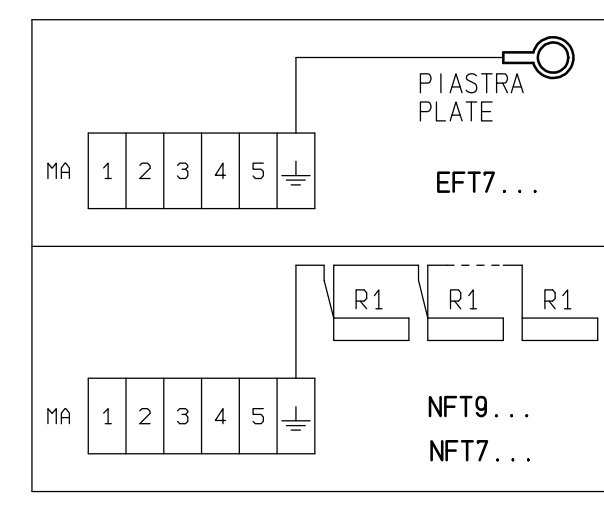 PIASTRA
PLATE
MA 1 2 3 4 5
EFT7...
R1 R1 R1
MA 1 2 3 4 5
NFT9...
NFT7...